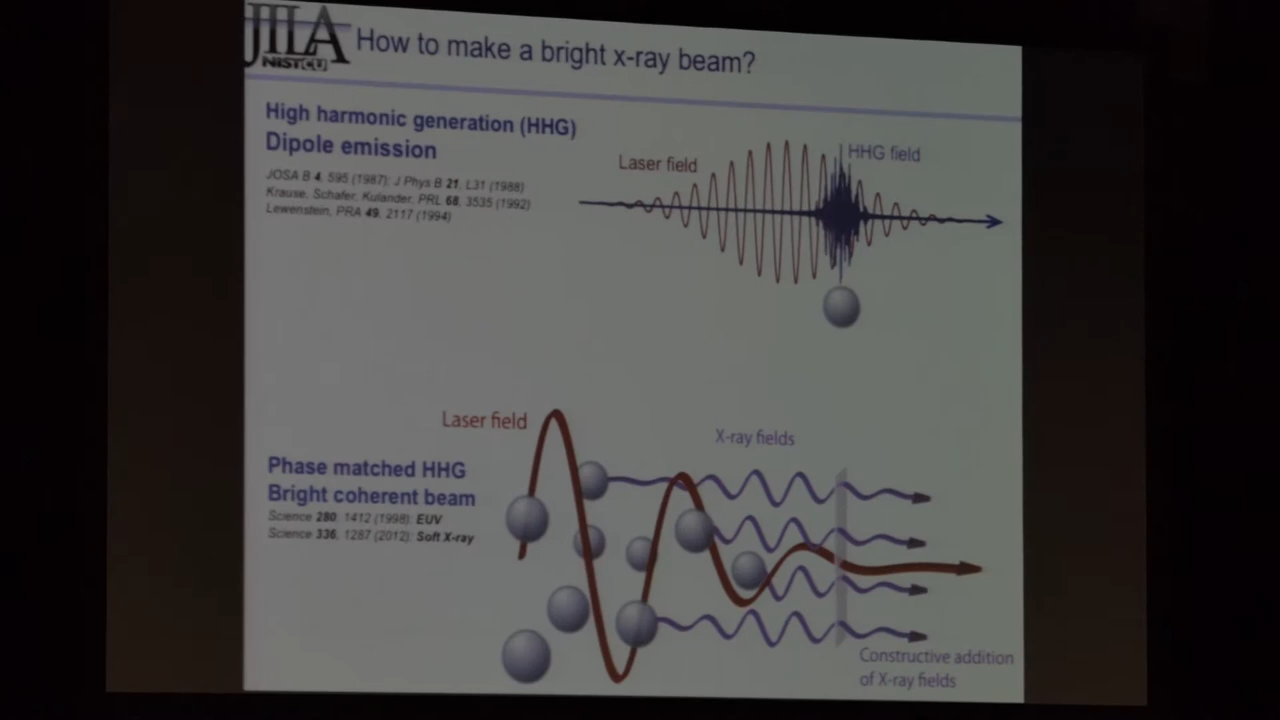 JILA
NIST CU
How to make a bright x-ray beam?
High harmonic generation (HHG)
Dipole emission
JOSA B 4, 595 (1987); J Phys B 21, L31 (1988)
Krause, Schafer, Kulander, PRL 68, 3535 (1992)
Lewenstein, PRA 49, 2117 (1994)
Laser field
HHG field
Laser field
X-ray fields
Phase matched HHG
Bright coherent beam
Science 280, 1412 (1998): EUV
Science 336, 1287 (2012): Soft X-ray
Constructive addition
of X-ray fields